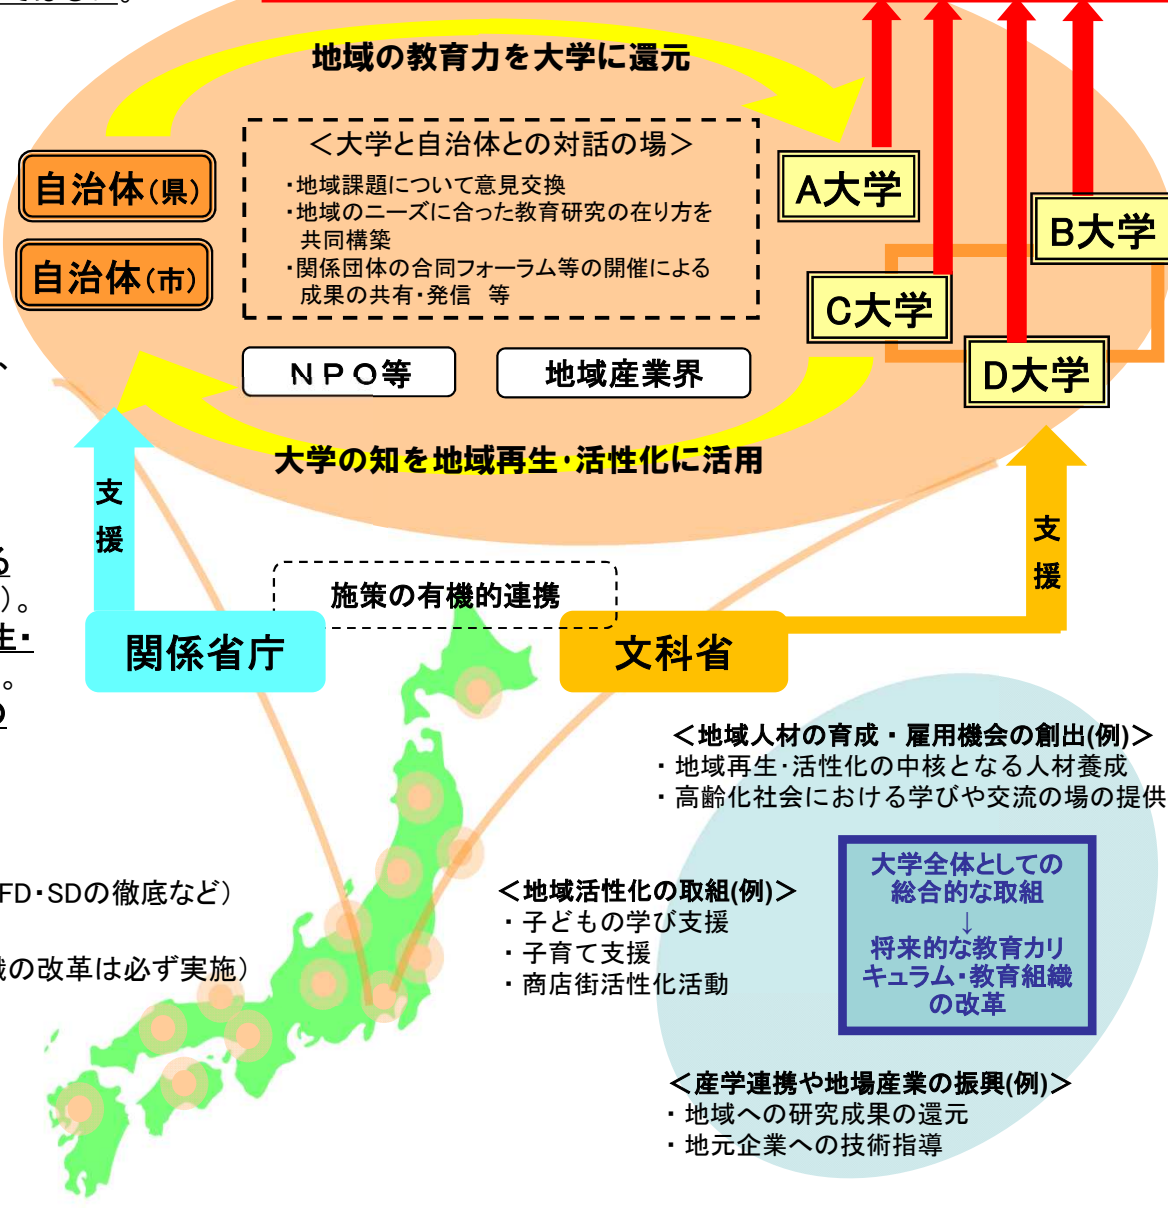 地域の教育力を大学に還元
＜大学と自治体との対話の場＞
・地域課題について意見交換
・地域のニーズに合った教育研究の在り方を
共同構築
・関係団体の合同フォーラム等の開催による
成果の共有・発信　等
自治体(県)
自治体(市)
A大学
B大学
C大学
D大学
ＮＰＯ等
地域産業界
大学の知を地域再生・活性化に活用
支
援
支
援
る
)。
施策の有機的連携
生・
。
の
関係省庁
文科省
＜地域人材の育成・雇用機会の創出(例)＞
・地域再生・活性化の中核となる人材養成
・高齢化社会における学びや交流の場の提供
FD・SDの徹底など）
織の改革は必ず実施）
＜地域活性化の取組(例)＞
・子どもの学び支援
・子育て支援
・商店街活性化活動
大学全体としての
総合的な取組
↓
将来的な教育カリ
キュラム・教育組織
の改革
＜産学連携や地場産業の振興(例)＞
・地域への研究成果の還元
・地元企業への技術指導